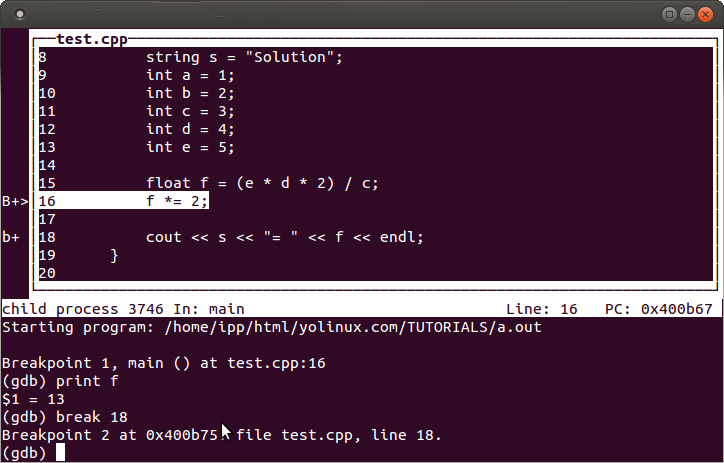 test.cpp
8 string s = "Solution";
9 int a = 1;
10 int b = 2;
11 int c = 3;
12 int d = 4;
13 int e = 5;
14
15 float f = (e * d * 2) / c;
B+> 16 f *= 2;
17
b+ 18 cout << s << "= " << f << endl;
19 }
20
child process 3746 In: main Line: 16 PC: 0x400b67
Starting program: /home/ipp/html/yolinux.com/TUTORIALS/a.out
Breakpoint 1, main () at test.cpp:16
(gdb) print f
$1 = 13
(gdb) break 18
Breakpoint 2 at 0x400b75: file test.cpp, line 18.
(gdb)